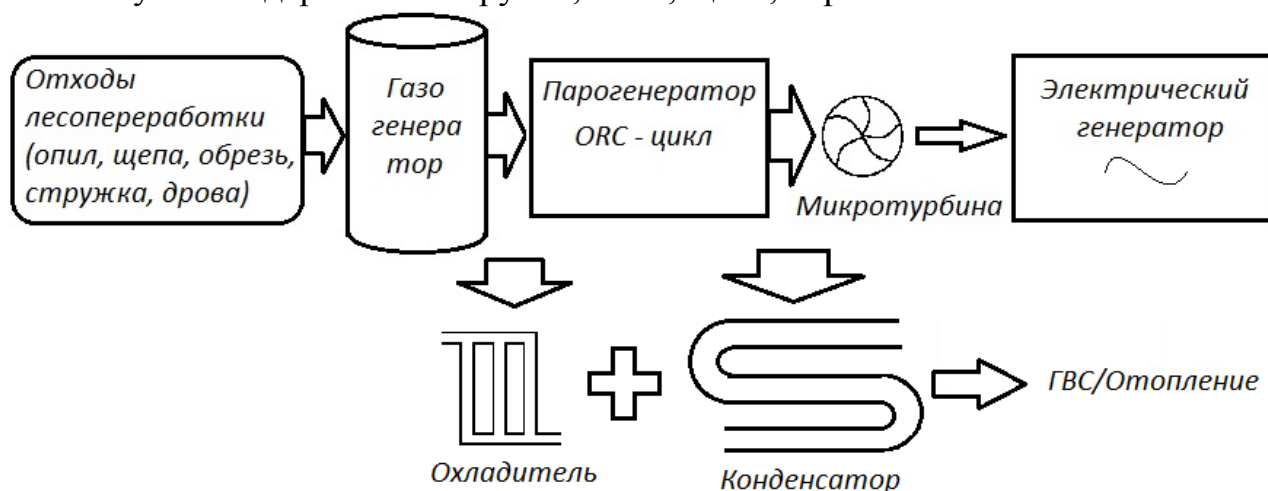 Отходы
лесопереработки
(опил, щепа, обрезь,
стружка, дрова)
Газо
генера
тор
Парогенератор
ORC - цикл
Микротурбина
Электрический
генератор
Охладитель
Конденсатор
ГВС/Отопление